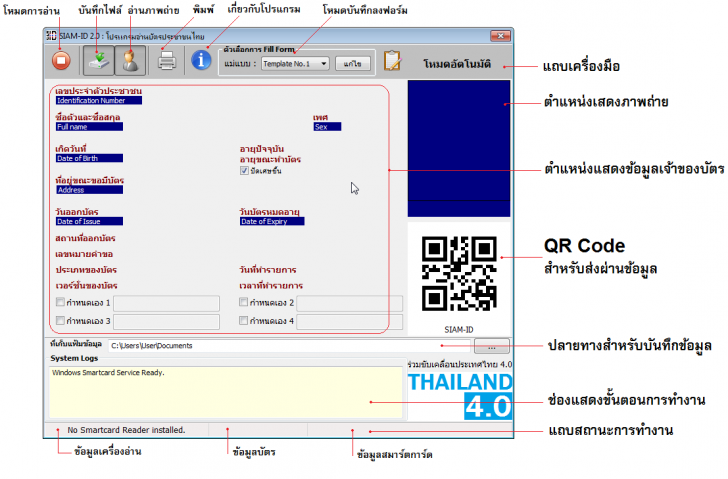 โหมดการอ่าน บันทึกไฟล์ อ่านภาพถ่าย พิมพ์ เกี่ยวกับโปรแกรม โหมดบันทึกลงฟอร์ม
SIAM-ID 2.0 : โปรแกรมอ่านบัตรประชาชนไทย
ตัวเลือกการ Fill Form
แม่แบบ : Template No.1 แก้ไข
โหมดอัตโนมัติ
แถบเครื่องมือ
เลขประจำตัวประชาชน
Identification Number
ตำแหน่งเสดงภาพถ่าย
ชื่อตัวและชื่อสกุล เพศ
Full name Sex
เกิดวันที่ อายุปัจจุบัน
Date of Birth อายุขณะทำบัตร
ปัดเศษขึ้น
ตำแหน่งแสดงข้อมูลเจ้าของบัตร
ที่อยู่ขณะขอมีบัตร
Address
วันออกบัตร วันบัตรหมดอายุ
Date of Issue Date of Expiry
สถานที่ออกบัตร
เลขหมายคำขอ
QR Code
สำหรับส่งผ่านข้อมูล
ประเภทของบัตร วันที่ทำรายการ
เวอร์ชั่นของบัตร เวลาที่ทำรายการ
กำหนดเอง 1 กำหนดเอง 2
กำหนดเอง 3 กำหนดเอง 4
SIAM-ID
ที่เก็บแฟ้มข้อมูล C:\Users\User\Documents ...
ปลายทางสำหรับบันทึกข้อมูล
System Logs
ร่วมขับเคลื่อนประเทศไทย 4.0
Windows Smartcard Service Ready.
THAILAND
4.0
ช่องแสดงขั้นตอนการทำงาน
No Smartcard Reader installed.
แถบสถานะการทำงาน
ข้อมูลเครื่องอ่าน ข้อมูลบัตร ข้อมูลสมาร์ตการ์ด